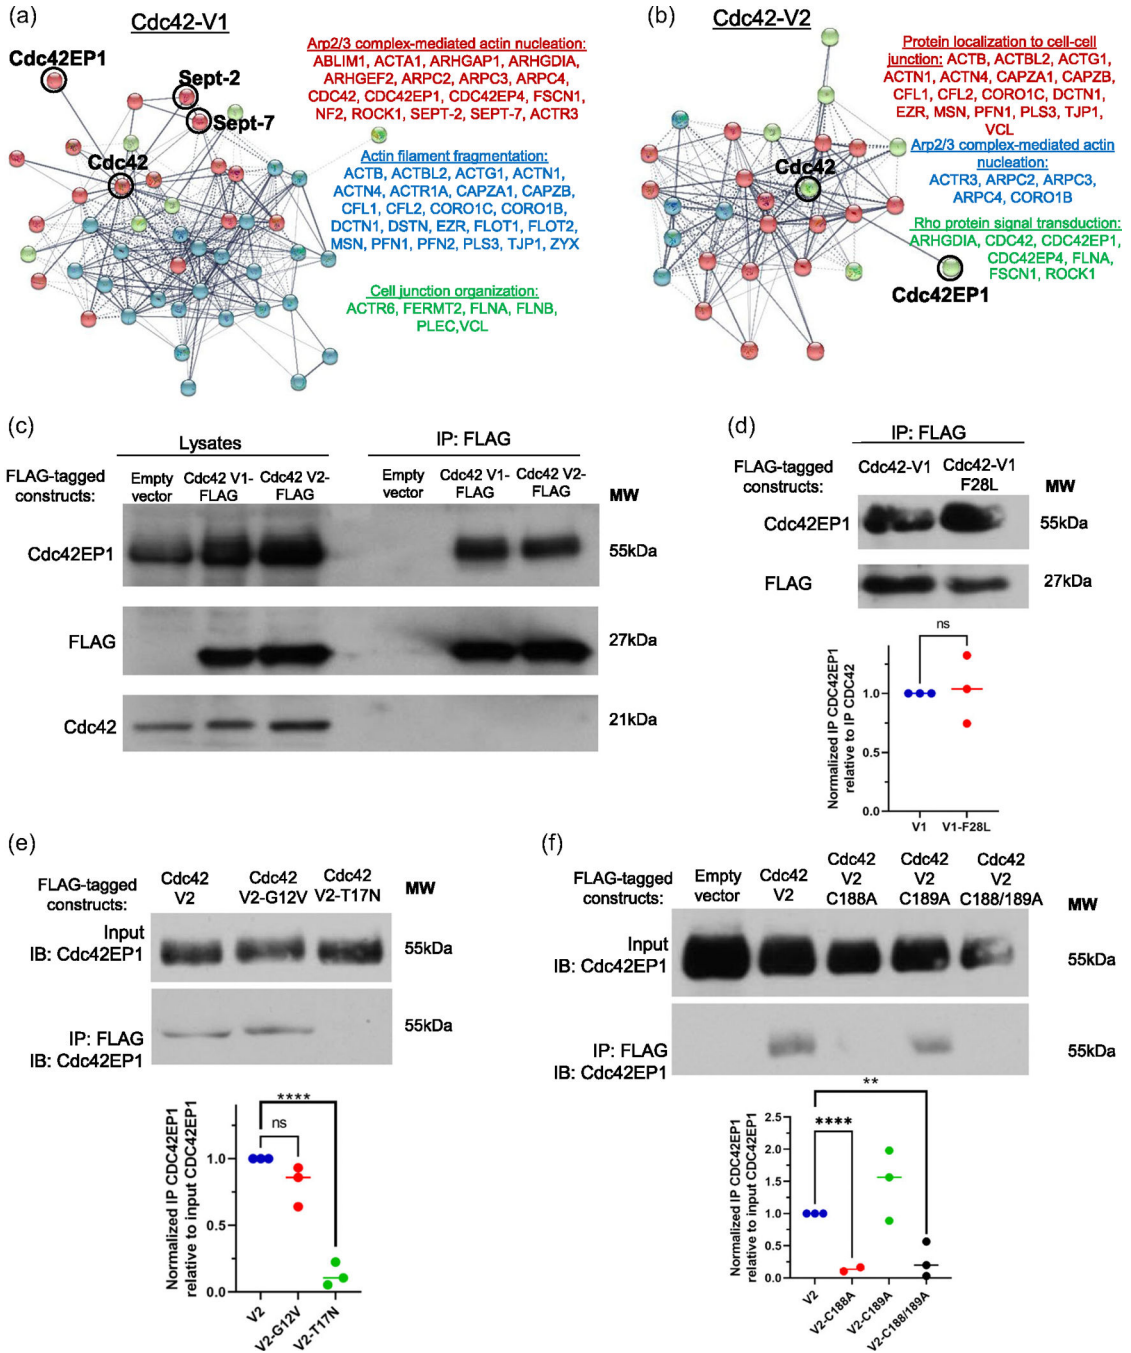 (a)
Cdc42-V1
Cdc42EP1
Sept-2
Sept-7
Cdc42
Arp2/3 complex-mediated actin nucleation:
ABLIM1, ACTA1, ARHGAP1, ARHGDIA,
ARHGEF2, ARPC2, ARPC3, ARPC4,
CDC42, CDC42EP1, CDC42EP4, FSCN1,
NF2, ROCK1, SEPT-2, SEPT-7, ACTR3
Actin filament fragmentation:
ACTB, ACTBL2, ACTG1, ACTN1,
ACTN4, ACTR1A, CAPZA1, CAPZB,
CFL1, CFL2, CORO1C, CORO1B,
DCTN1, DSTN, EZR, FLOT1, FLOT2,
MSN, PFN1, PFN2, PLS3, TJP1, ZYX
Cell junction organization:
ACTR6, FERMT2, FLNA, FLNB,
PLEC,VCL
(b)
Cdc42-V2
Cdc42
Cdc42EP1
Protein localization to cell-cell
junction: ACTB, ACTBL2, ACTG1,
ACTN1, ACTN4, CAPZA1, CAPZB,
CFL1, CFL2, CORO1C, DCTN1,
EZR, MSN, PFN1, PLS3, TJP1,
VCL
Arp2/3 complex-mediated actin
nucleation:
ACTR3, ARPC2, ARPC3,
ARPC4, CORO1B
Rho protein signal transduction:
ARHGDIA, CDC42, CDC42EP1,
CDC42EP4, FLNA,
FSCN1, ROCK1
(c)
Lysates
IP: FLAG
FLAG-tagged
constructs:
Empty
vector
Cdc42 V1-
FLAG
Cdc42 V2-
FLAG
Empty
vector
Cdc42 V1-
FLAG
Cdc42 V2-
FLAG
MW
Cdc42EP1
55kDa
FLAG
27kDa
Cdc42
21kDa
(d)
IP: FLAG
FLAG-tagged
constructs:
Cdc42-V1
Cdc42-V1
F28L
MW
Cdc42EP1
55kDa
FLAG
27kDa
ns
Normalized IP CDC42EP1
relative to IP CDC42
1.0
0.5
0.0
V1
V1-F28L
(e)
FLAG-tagged
constructs:
Cdc42
V2
Cdc42
V2-G12V
Cdc42
V2-T17N
MW
Input
IB: Cdc42EP1
55kDa
IP: FLAG
IB: Cdc42EP1
55kDa
****
ns
Normalized IP CDC42EP1
relative to input CDC42EP1
1.0
0.5
0.0
V2
V2-G12V
V2-T17N
(f)
FLAG-tagged
constructs:
Empty
vector
Cdc42
V2
Cdc42
V2
C188A
Cdc42
V2
C189A
Cdc42
V2
C188/189A
MW
Input
IB: Cdc42EP1
55kDa
IP: FLAG
IB: Cdc42EP1
55kDa
**
****
Normalized IP CDC42EP1
relative to input CDC42EP1
2.5
2.0
1.5
1.0
0.5
0.0
V2
V2-C188A
V2-C189A
V2-C188/189A